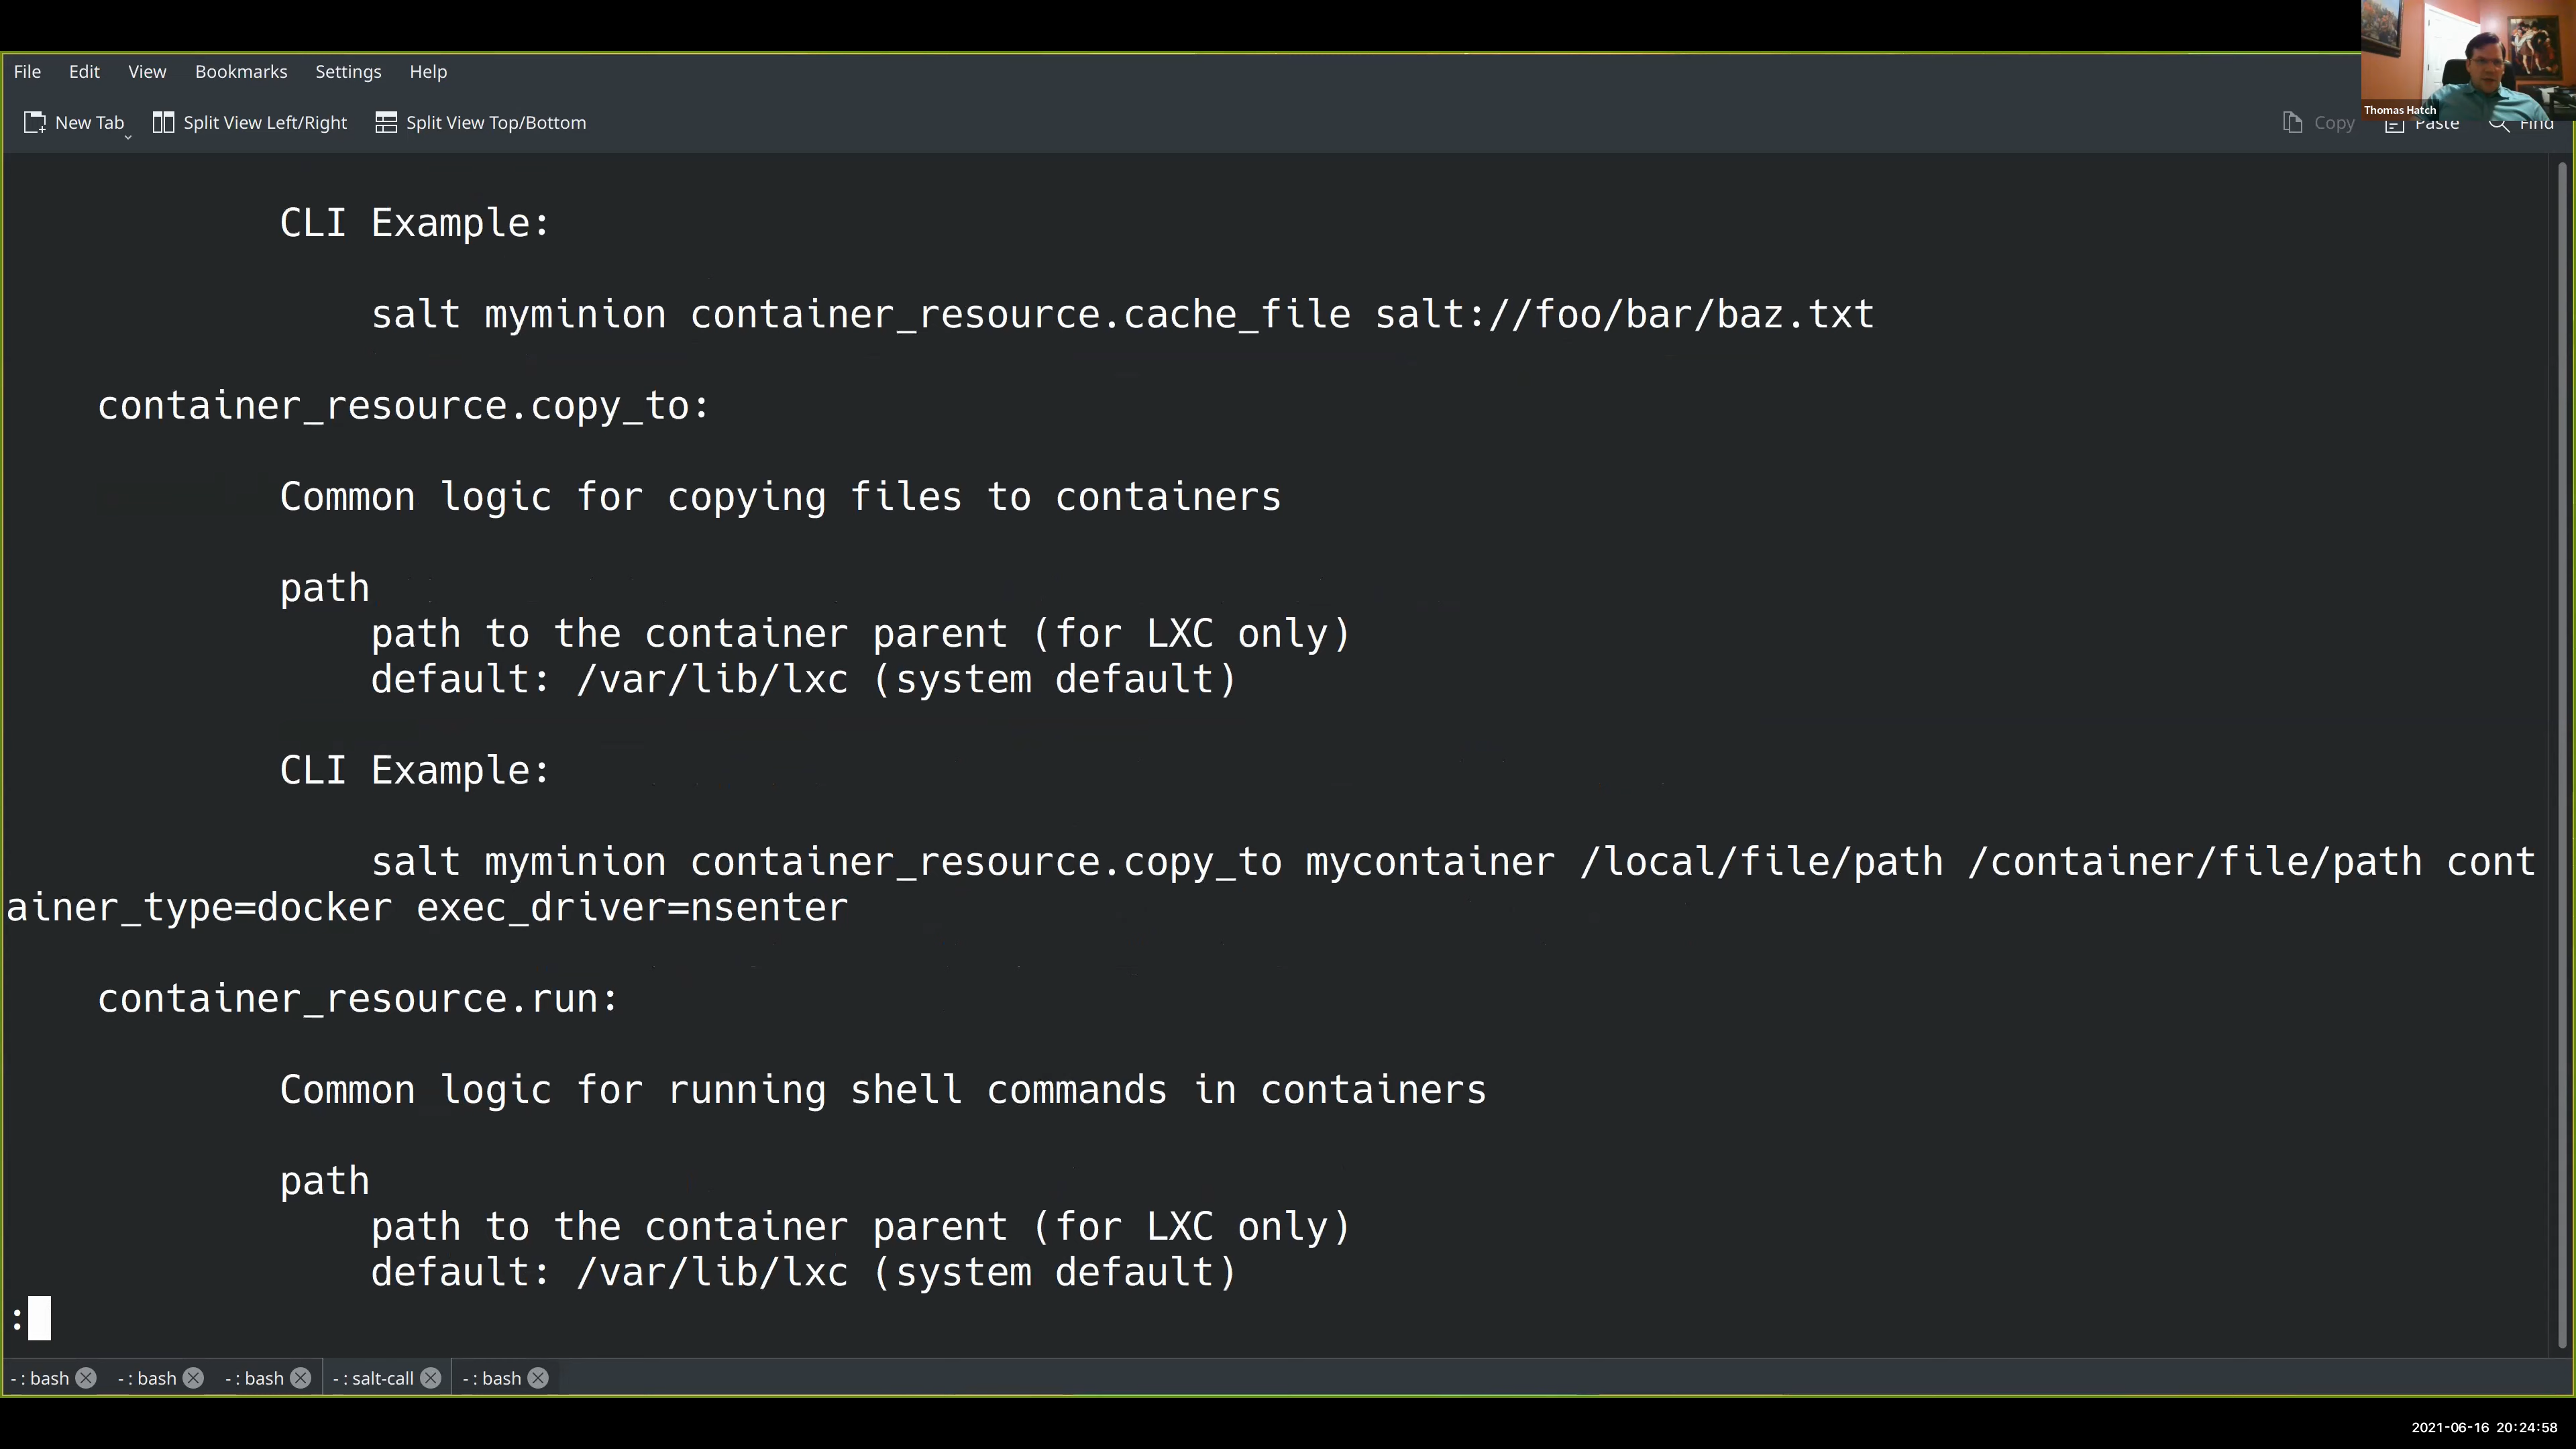 Thomas Hatch
File Edit View Bookmarks Settings Help
New Tab Split View Left/Right Split View Top/Bottom Copy Paste Find
CLI Example:
salt myminion container_resource.cache_file salt://foo/bar/baz.txt
container_resource.copy_to:
Common logic for copying files to containers
path
path to the container parent (for LXC only)
default: /var/lib/lxc (system default)
CLI Example:
salt myminion container_resource.copy_to mycontainer /local/file/path /container/file/path cont
ainer_type=docker exec_driver=nsenter
container_resource.run:
Common logic for running shell commands in containers
path
path to the container parent (for LXC only)
default: /var/lib/lxc (system default)
:
- : bash - : bash - : bash - : salt-call - : bash
2021-06-16 20:24:58